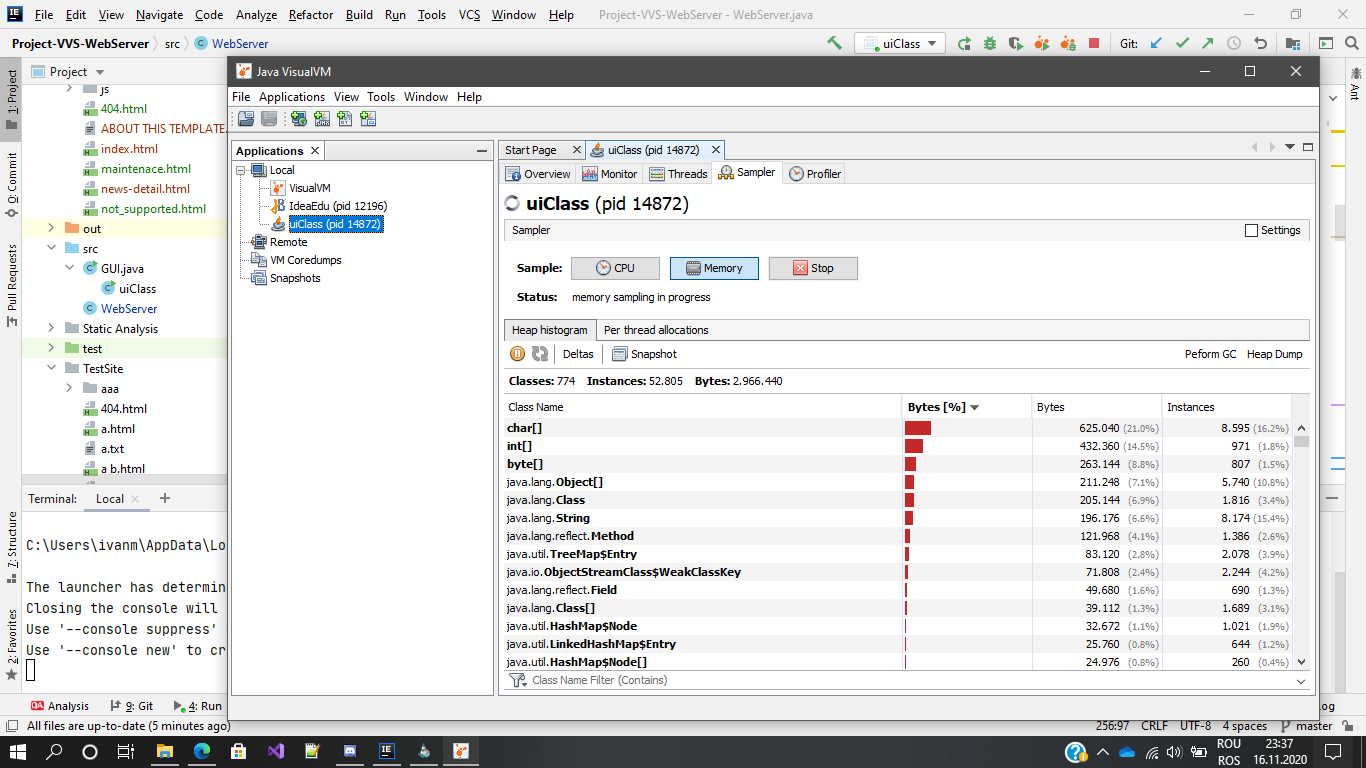 File Edit View Navigate Code Analyze Refactor Build Run Tools VCS Window Help Project-VVS-WebServer - WebServer.java
Project-VVS-WebServer src WebServer uiClass Git:
1: Project
0: Commit
Pull Requests
7: Structure
2: Favorites
Ant
Project
js
404.html
ABOUT THIS TEMPLATE.
index.html
maintenace.html
news-detail.html
not_supported.html
out
src
GUI.java
uiClass
WebServer
Static Analysis
test
TestSite
aaa
404.html
a.html
a.txt
a b.html
Terminal: Local
C:\Users\ivanm\AppData\Lo
The launcher has determin
Closing the console will
Use '--console suppress'
Use '--console new' to cr
Java VisualVM
File Applications View Tools Window Help
Applications
Local
VisualVM
IdeaEdu (pid 12196)
uiClass (pid 14872)
Remote
VM Coredumps
Snapshots
Start Page uiClass (pid 14872)
Overview Monitor Threads Sampler Profiler
uiClass (pid 14872)
Sampler Settings
Sample: CPU Memory Stop
Status: memory sampling in progress
Heap histogram Per thread allocations
Deltas Snapshot Peform GC Heap Dump
Classes: 774 Instances: 52.805 Bytes: 2.966.440
Class Name Bytes [%] Bytes Instances
char[] 625.040 (21.0%) 8.595 (16.2%)
int[] 432.360 (14.5%) 971 (1.8%)
byte[] 263.144 (8.8%) 807 (1.5%)
java.lang.Object[] 211.248 (7.1%) 5.740 (10.8%)
java.lang.Class 205.144 (6.9%) 1.816 (3.4%)
java.lang.String 196.176 (6.6%) 8.174 (15.4%)
java.lang.reflect.Method 121.968 (4.1%) 1.386 (2.6%)
java.util.TreeMap$Entry 83.120 (2.8%) 2.078 (3.9%)
java.io.ObjectStreamClass$WeakClassKey 71.808 (2.4%) 2.244 (4.2%)
java.lang.reflect.Field 49.680 (1.6%) 690 (1.3%)
java.lang.Class[] 39.112 (1.3%) 1.689 (3.1%)
java.util.HashMap$Node 32.672 (1.1%) 1.021 (1.9%)
java.util.LinkedHashMap$Entry 25.760 (0.8%) 644 (1.2%)
java.util.HashMap$Node[] 24.976 (0.8%) 260 (0.4%)
Class Name Filter (Contains)
QA Analysis 9: Git 4: Run
All files are up-to-date (5 minutes ago) 256:97 CRLF UTF-8 4 spaces master
ROU 23:37
ROS 16.11.2020